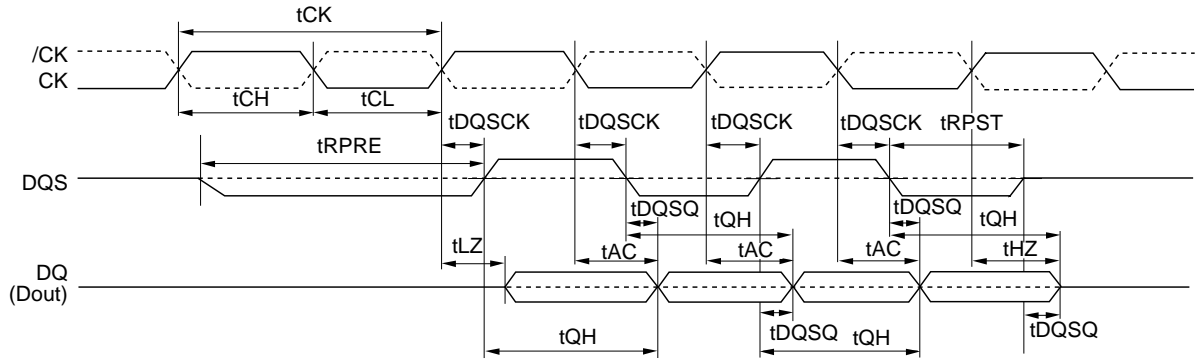 tCK
/CK
CK
tCH
tCL
tDQSCK
tDQSCK
tDQSCK
tDQSCK
tRPST
tRPRE
DQS
tDQSQ
tQH
tDQSQ
tQH
tLZ
tAC
tAC
tAC
tHZ
DQ
(Dout)
tQH
tDQSQ
tQH
tDQSQ